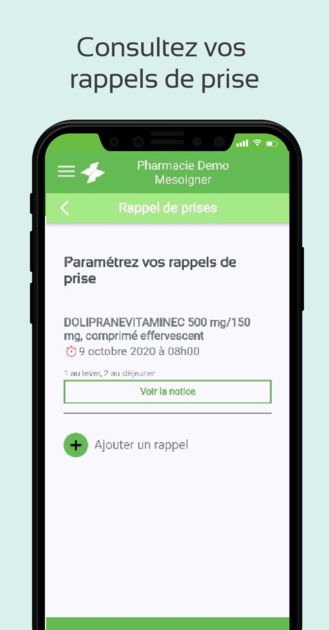 Consultez vos
rappels de prise
Pharmacie Demo
Mesoigner
Rappel de prises
Paramétrez vos rappels de
prise
DOLIPRANEVITAMINEC 500 mg/150
mg, comprimé effervescent
9 octobre 2020 à 08h00
1 au lever, 2 au déjeuner
Voir la notice
Ajouter un rappel